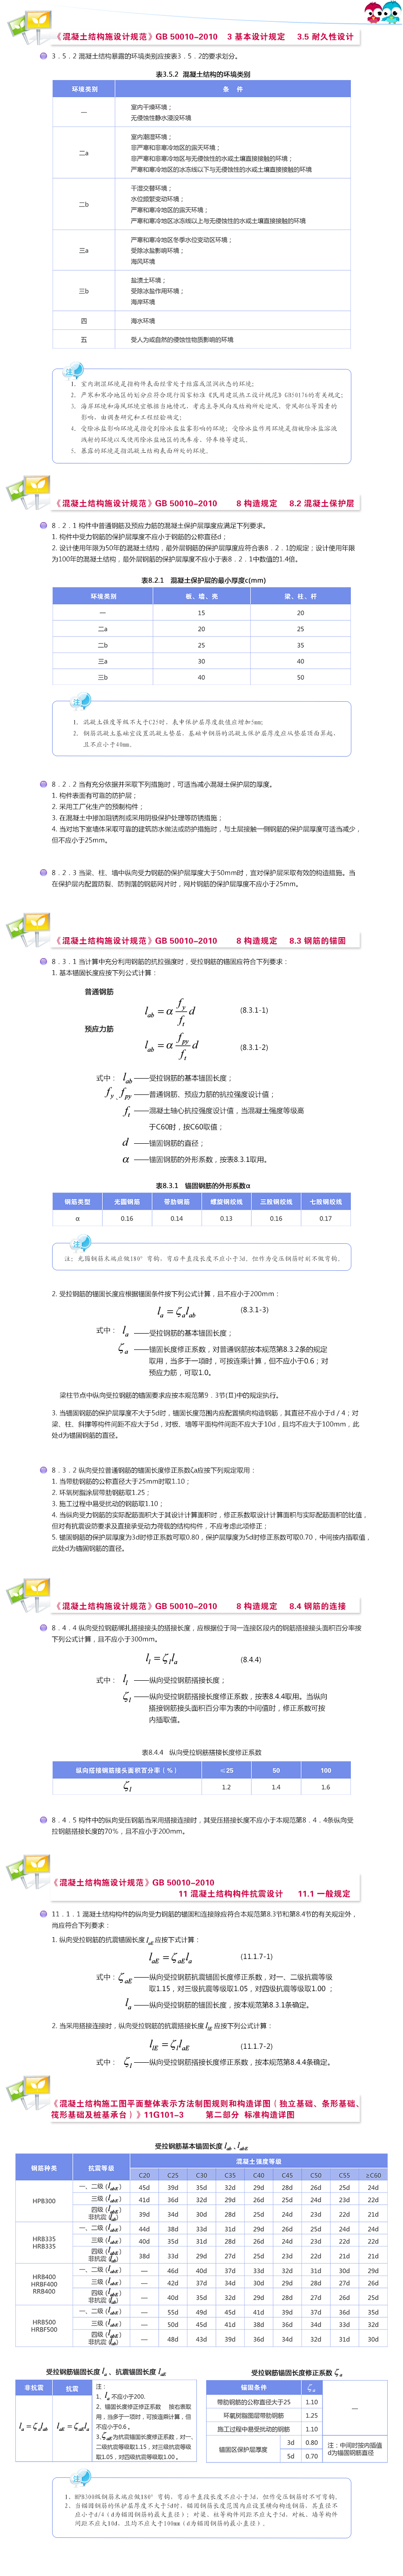 《混凝土结构施设计规范》GB 50010-2010 3 基本设计规定 3.5 耐久性设计
3．5．2 混凝土结构暴露的环境类别应按表3．5．2的要求划分。
表3.5.2 混凝土结构的环境类别
环境类别 条 件
一
室内干燥环境；
无侵蚀性静水浸没环境
二a
室内潮湿环境；
非严寒和非寒冷地区的露天环境；
非严寒和非寒冷地区与无侵蚀性的水或土壤直接接触的环境；
严寒和寒冷地区的冰冻线以下与无侵蚀性的水或土壤直接接触的环境
二b
干湿交替环境；
水位频繁变动环境；
严寒和寒冷地区的露天环境；
严寒和寒冷地区冰冻线以上与无侵蚀性的水或土壤直接接触的环境
三a
严寒和寒冷地区冬季水位变动区环境；
受除冰盐影响环境；
海风环境
三b
盐渍土环境；
受除冰盐作用环境；
海岸环境
四 海水环境
五 受人为或自然的侵蚀性物质影响的环境
注
1. 室内潮湿环境是指构件表面经常处于结露或湿润状态的环境；
2. 严寒和寒冷地区的划分应符合现行国家标准《民用建筑热工设计规范》GB50176的有关规定；
3. 海岸环境和海风环境宜根据当地情况，考虑主导风向及结构所处迎风、背风部位等因素的
影响，由调查研究和工程经验确定；
4. 受除冰盐影响环境是指受到除冰盐盐雾影响的环境；受除冰盐作用环境是指被除冰盐溶液
溅射的环境以及使用除冰盐地区的洗车房、停车楼等建筑。
5. 暴露的环境是指混凝土结构表面所处的环境。
《混凝土结构施设计规范》GB 50010-2010 8 构造规定 8.2 混凝土保护层
8．2．1 构件中普通钢筋及预应力筋的混凝土保护层厚度应满足下列要求。
1. 构件中受力钢筋的保护层厚度不应小于钢筋的公称直径d；
2. 设计使用年限为50年的混凝土结构，最外层钢筋的保护层厚度应符合表8．2．1的规定；设计使用年限
为100年的混凝土结构，最外层钢筋的保护层厚度不应小于表8．2．1中数值的1.4倍。
表8.2.1 混凝土保护层的最小厚度c(mm)
环境类别 板、墙、壳 梁、柱、杆
一 15 20
二a 20 25
二b 25 35
三a 30 40
三b 40 50
注
1. 混凝土强度等级不大于C25时，表中保护层厚度数值应增加5mm;
2. 钢筋混凝土基础宜设置混凝土垫层，基础中钢筋的混凝土保护层厚度应从垫层顶面算起，
且不应小于40mm。
8．2．2 当有充分依据并采取下列措施时，可适当减小混凝土保护层的厚度。
1. 构件表面有可靠的防护层；
2. 采用工厂化生产的预制构件；
3. 在混凝土中掺加阻锈剂或采用阴极保护处理等防锈措施；
4. 当对地下室墙体采取可靠的建筑防水做法或防护措施时，与土层接触一侧钢筋的保护层厚度可适当减少，
但不应小于25mm。
8．2．3 当梁、柱、墙中纵向受力钢筋的保护层厚度大于50mm时，宜对保护层采取有效的构造措施。当
在保护层内配置防裂、防剥落的钢筋网片时，网片钢筋的保护层厚度不应小于25mm。
《混凝土结构施设计规范》GB 50010-2010 8 构造规定 8.3 钢筋的锚固
8．3．1 当计算中充分利用钢筋的抗拉强度时，受拉钢筋的锚固应符合下列要求：
1. 基本锚固长度应按下列公式计算：
普通钢筋
lab = α fy/ft d (8.3.1-1)
预应力筋
lab = α fpy/ft d (8.3.1-2)
式中： lab ——受拉钢筋的基本锚固长度；
fy、fpy ——普通钢筋、预应力筋的抗拉强度设计值；
ft ——混凝土轴心抗拉强度设计值，当混凝土强度等级高
于C60时，按C60取值；
d ——锚固钢筋的直径；
α ——锚固钢筋的外形系数，按表8.3.1取用。
表8.3.1 锚固钢筋的外形系数α
钢筋类型 光圆钢筋 带肋钢筋 螺旋钢绞线 三股钢绞线 七股钢绞线
α 0.16 0.14 0.13 0.16 0.17
注
注：光圆钢筋末端应做180°弯钩，弯后平直段长度不应小于3d，但作为受压钢筋时刻不做弯钩。
2. 受拉钢筋的锚固长度应根据锚固条件按下列公式计算，且不应小于200mm：
la = ζa lab (8.3.1-3)
式中： la ——受拉钢筋的基本锚固长度；
ζa ——锚固长度修正系数，对普通钢筋按本规范第8.3.2条的规定
取用，当多于一项时，可按连乘计算，但不应小于0.6；对
预应力筋，可取1.0。
梁柱节点中纵向受拉钢筋的锚固要求应按本规范第9．3节(Ⅱ)中的规定执行。
3. 当锚固钢筋的保护层厚度不大于5d时，锚固长度范围内应配置横向构造钢筋，其直径不应小于d / 4；对
梁、柱、斜撑等构件间距不应大于5d，对板、墙等平面构件间距不应大于10d，且均不应大于100mm，此
处d为锚固钢筋的直径。
8．3．2 纵向受拉普通钢筋的锚固长度修正系数ζa应按下列规定取用：
1. 当带肋钢筋的公称直径大于25mm时取1.10；
2. 环氧树脂涂层带肋钢筋取1.25；
3. 施工过程中易受扰动的钢筋取1.10；
4. 当纵向受力钢筋的实际配筋面积大于其设计计算面积时，修正系数取设计计算面积与实际配筋面积的比值，
但对有抗震设防要求及直接承受动力荷载的结构构件，不应考虑此项修正；
5. 锚固钢筋的保护层厚度为3d时修正系数可取0.80，保护层厚度为5d时修正系数可取0.70，中间按内插取值，
此处d为锚固钢筋的直径。
《混凝土结构施设计规范》GB 50010-2010 8 构造规定 8.4 钢筋的连接
8．4．4 纵向受拉钢筋绑扎搭接接头的搭接长度，应根据位于同一连接区段内的钢筋搭接接头面积百分率按
下列公式计算，且不应小于300mm。
ll = ζl la (8.4.4)
式中： ll ——纵向受拉钢筋搭接长度；
ζl ——纵向受拉钢筋搭接长度修正系数，按表8.4.4取用。当纵向
搭接钢筋接头面积百分率为表的中间值时，修正系数可按
内插取值。
表8.4.4 纵向受拉钢筋搭接长度修正系数
纵向搭接钢筋接头面积百分率（％） ≤25 50 100
ζl 1.2 1.4 1.6
8．4．5 构件中的纵向受压钢筋当采用搭接连接时，其受压搭接长度不应小于本规范第8．4．4条纵向受
拉钢筋搭接长度的70%，且不应小于200mm。
《混凝土结构施设计规范》GB 50010-2010
11 混凝土结构构件抗震设计 11.1 一般规定
11．1．1 混凝土结构构件的纵向受力钢筋的锚固和连接除应符合本规范第8.3节和第8.4节的有关规定外，
尚应符合下列要求：
1. 纵向受拉钢筋的抗震锚固长度 laE 应按下式计算：
laE = ζaE la (11.1.7-1)
式中： ζaE ——纵向受拉钢筋抗震锚固长度修正系数，对一、二级抗震等级
取1.15，对三级抗震等级取1.05，对四级抗震等级取1.00 ；
la ——纵向受拉钢筋的锚固长度，按本规范第8.3.1条确定。
2. 当采用搭接连接时，纵向受拉钢筋的抗震搭接长度 llE 应按下列公式计算：
llE = ζl laE (11.1.7-2)
式中： ζl ——纵向受拉钢筋搭接长度修正系数，按本规范第8.4.4条确定。
《混凝土结构施工图平面整体表示方法制图规则和构造详图（独立基础、条形基础、
筏形基础及桩基承台）》11G101-3 第二部分 标准构造详图
受拉钢筋基本锚固长度 lab、labE
钢筋种类 抗震等级 混凝土强度等级
C20 C25 C30 C35 C40 C45 C50 C55 ≥C60
HPB300
一、二级（labE） 45d 39d 35d 32d 29d 28d 26d 25d 24d
三级（labE） 41d 36d 32d 29d 26d 25d 24d 23d 22d
四级（labE）
非抗震（lab） 39d 34d 30d 28d 25d 24d 23d 22d 21d
HRB335
HRB335
一、二级（labE） 44d 38d 33d 31d 29d 26d 25d 24d 24d
三级（labE） 40d 35d 31d 28d 26d 24d 23d 22d 22d
四级（labE）
非抗震（lab） 38d 33d 29d 27d 25d 23d 22d 21d 21d
HRB400
HRBF400
RRB400
一、二级（labE） — 46d 40d 37d 33d 32d 31d 30d 29d
三级（labE） — 42d 37d 34d 30d 29d 28d 27d 26d
四级（labE）
非抗震（lab） — 40d 35d 32d 29d 28d 27d 26d 25d
HRB500
HRBF500
一、二级（labE） — 55d 49d 45d 41d 39d 37d 36d 35d
三级（labE） — 50d 45d 41d 38d 36d 34d 33d 32d
四级（labE）
非抗震（lab） — 48d 43d 39d 36d 34d 32d 31d 30d
受拉钢筋锚固长度 la、抗震锚固长度 laE
非抗震 抗震
la = ζa lab laE = ζaE la
注：
1、la 不应小于200.
2、锚固长度修正修正系数 按右表取
用，当多于一项时，可按连乘计算，但
不应小于0.6 。
3、ζaE为抗震锚固长度修正系数，对一、
二级抗震等级取1.15，对三级抗震等级
取1.05，对四级抗震等级取1.00 。
受拉钢筋锚固长度修正系数 ζa
锚固条件 ζa
带肋钢筋的公称直径大于25 1.10
环氧树脂图层带肋钢筋 1.25
施工过程中易受扰动的钢筋 1.10
—
锚固区保护层厚度 3d 0.80
5d 0.70
注：中间时按内插值
d为锚固钢筋直径
注
1、HPB300级钢筋末端应做180°弯钩，弯后平直段长度不应小于3d，但作受压钢筋时不可弯钩。
2、当锚固钢筋的保护层厚度不大于5d时，锚固钢筋长度范围内应设置横向构造钢筋，其直径不
应小于d/4（d为锚固钢筋的最大直径）；对梁、柱等构件间距不应大于5d，对板、墙等构件
间距不应大10d，且均不应大于100mm（d为锚固钢筋的最小直径）。